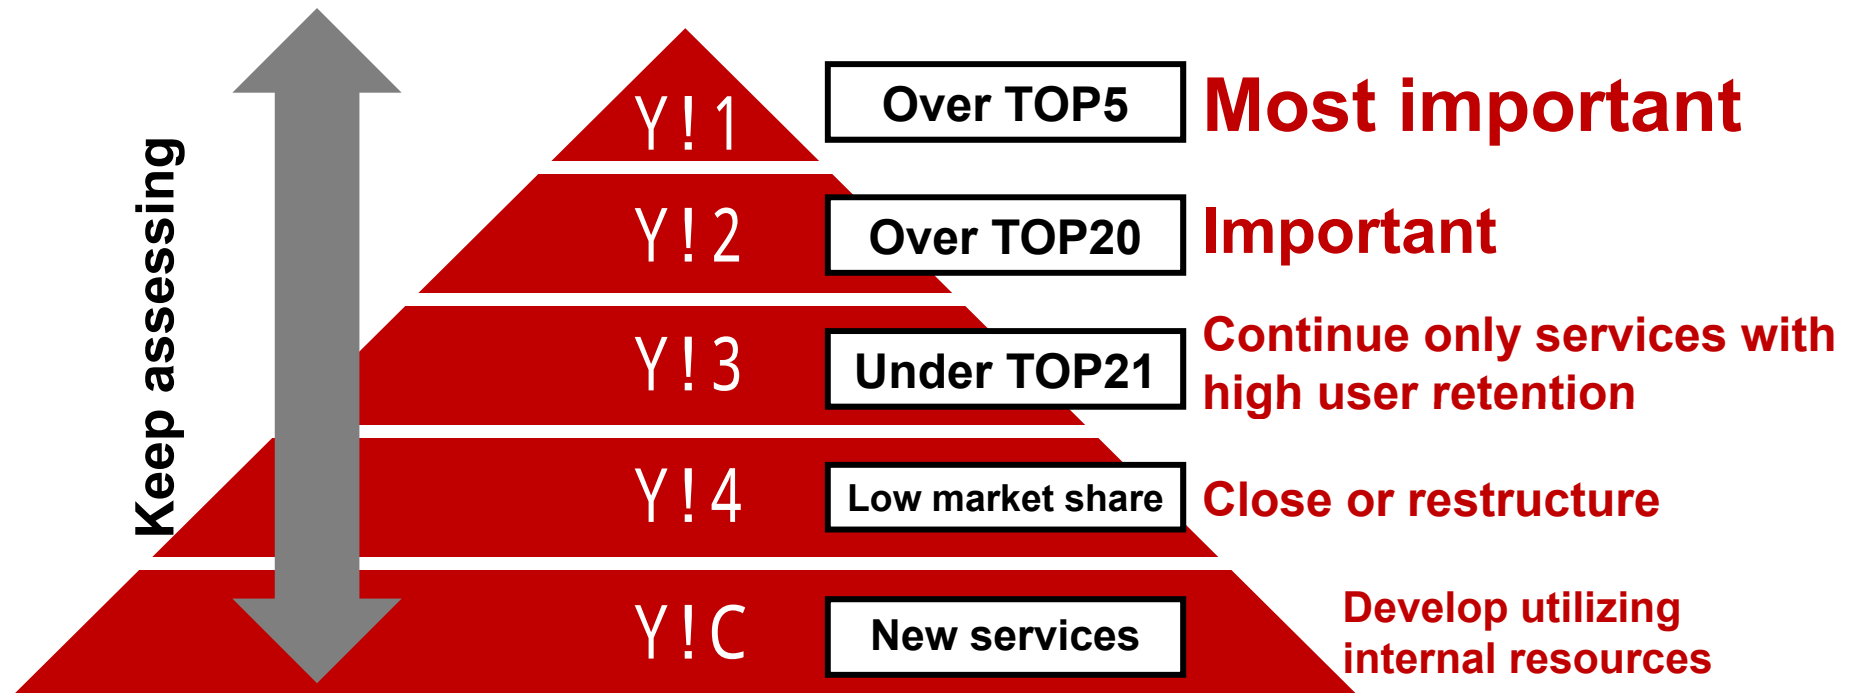 Keep assessing
Y!1
Over TOP5
Most important
Y!2
Over TOP20
Important
Y!3
Under TOP21
Continue only services with
high user retention
Y!4
Low market share
Close or restructure
Y!C
New services
Develop utilizing
internal resources